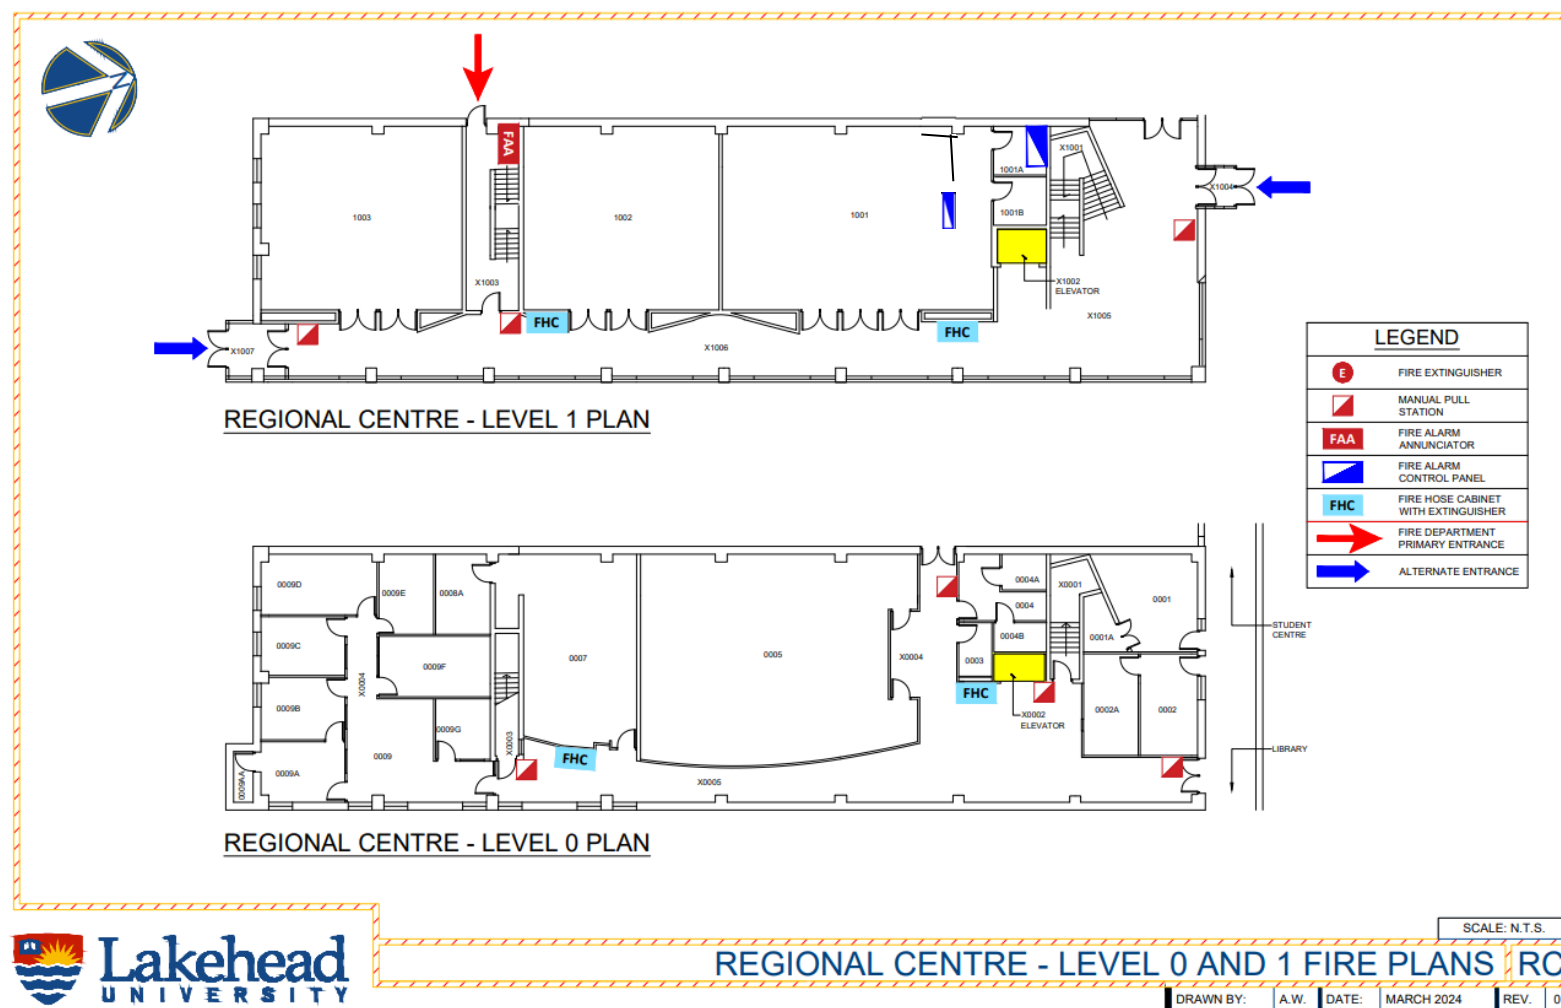 N
FAA
X1001
1001A
X1004
1003
1002
1001
1001B
X1003
X1002
ELEVATOR
X1005
FHC
FHC
X1007
X1006
REGIONAL CENTRE - LEVEL 1 PLAN
LEGEND
E FIRE EXTINGUISHER
MANUAL PULL
STATION
FAA FIRE ALARM
ANNUNCIATOR
FIRE ALARM
CONTROL PANEL
FHC FIRE HOSE CABINET
WITH EXTINGUISHER
FIRE DEPARTMENT
PRIMARY ENTRANCE
ALTERNATE ENTRANCE
0009D
0009E
0008A
0004A
X0001
0001
0004
0001A
0004B
STUDENT
CENTRE
0009C
0009F
0007
0005
X0004
0003
X0004
FHC
0009B
0002A
0002
X0002
ELEVATOR
0009G
X0003
0009
FHC
LIBRARY
0009A
0009AA
X0005
REGIONAL CENTRE - LEVEL 0 PLAN
SCALE: N.T.S.
Lakehead
UNIVERSITY
REGIONAL CENTRE - LEVEL 0 AND 1 FIRE PLANS
RC
DRAWN BY: A.W. DATE: MARCH 2024 REV.